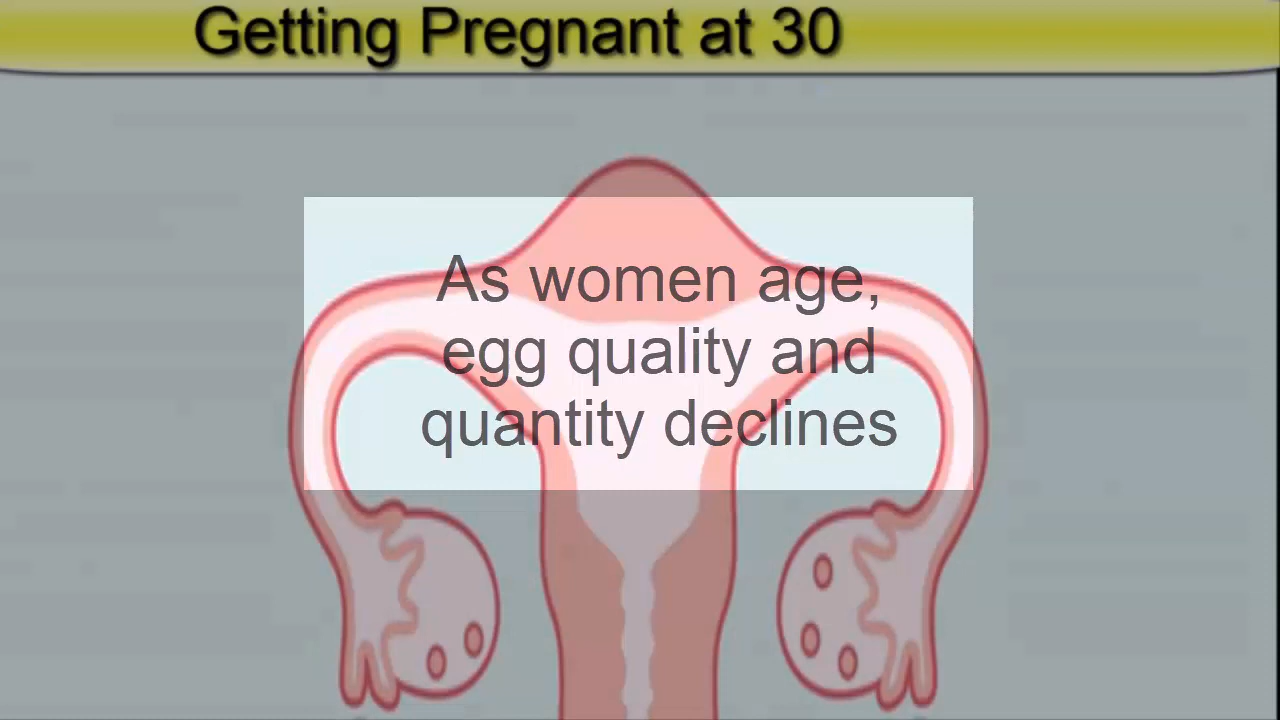 Getting Pregnant at 30
As women age,
egg quality and
quantity declines